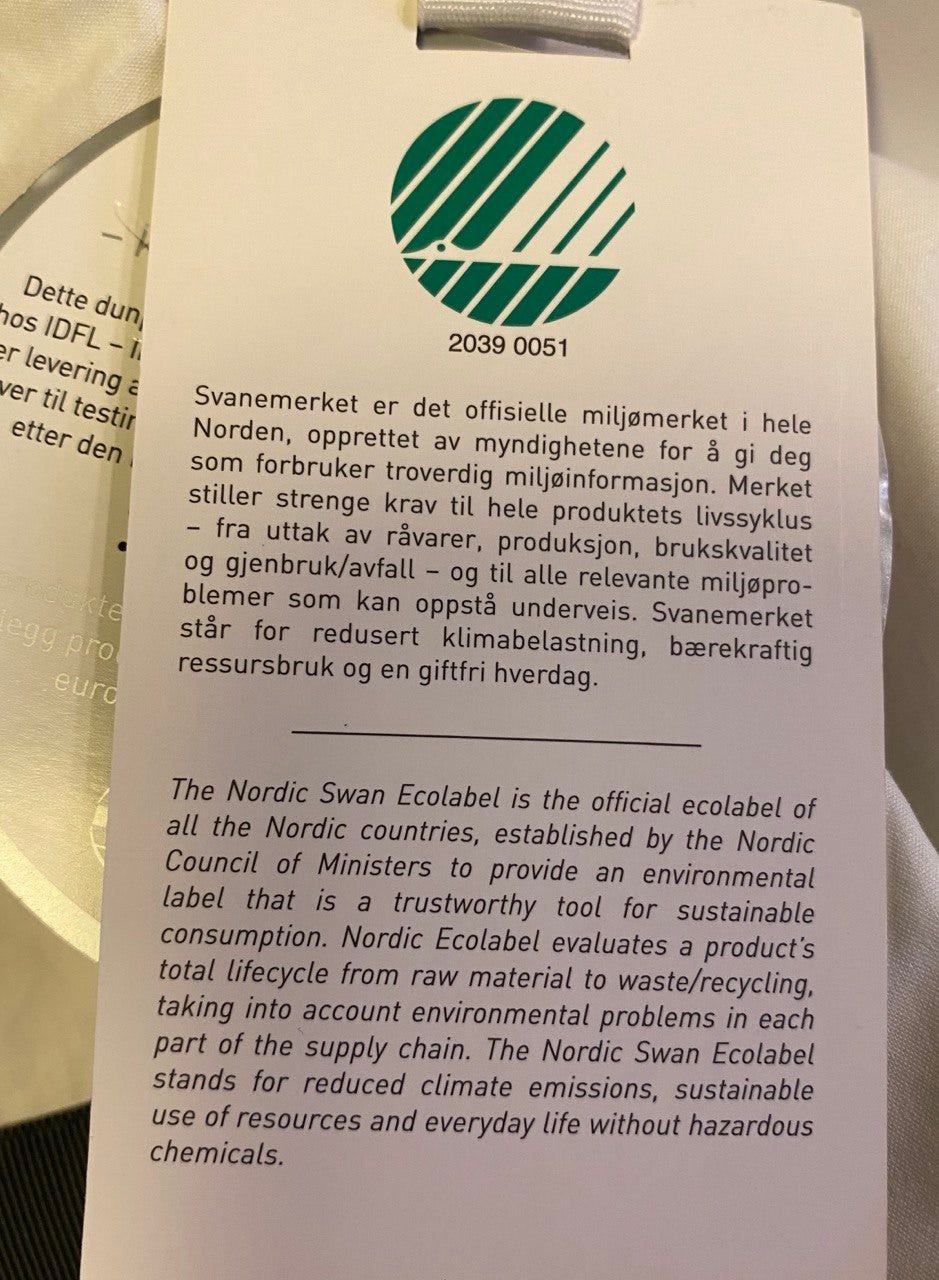 2039 0051
Svanemerket er det offisielle miljømerket i hele
Norden, opprettet av myndighetene for å gi deg
som forbruker troverdig miljøinformasjon. Merket
stiller strenge krav til hele produktets livssyklus
– fra uttak av råvarer, produksjon, brukskvalitet
og gjenbruk/avfall – og til alle relevante miljøpro-
blemer som kan oppstå underveis. Svanemerket
står for redusert klimabelastning, bærekraftig
ressursbruk og en giftfri hverdag.
The Nordic Swan Ecolabel is the official ecolabel of
all the Nordic countries, established by the Nordic
Council of Ministers to provide an environmental
label that is a trustworthy tool for sustainable
consumption. Nordic Ecolabel evaluates a product's
total lifecycle from raw material to waste/recycling,
taking into account environmental problems in each
part of the supply chain. The Nordic Swan Ecolabel
stands for reduced climate emissions, sustainable
use of resources and everyday life without hazardous
chemicals.
Dette
hos IDFL –
levering
til
etter den